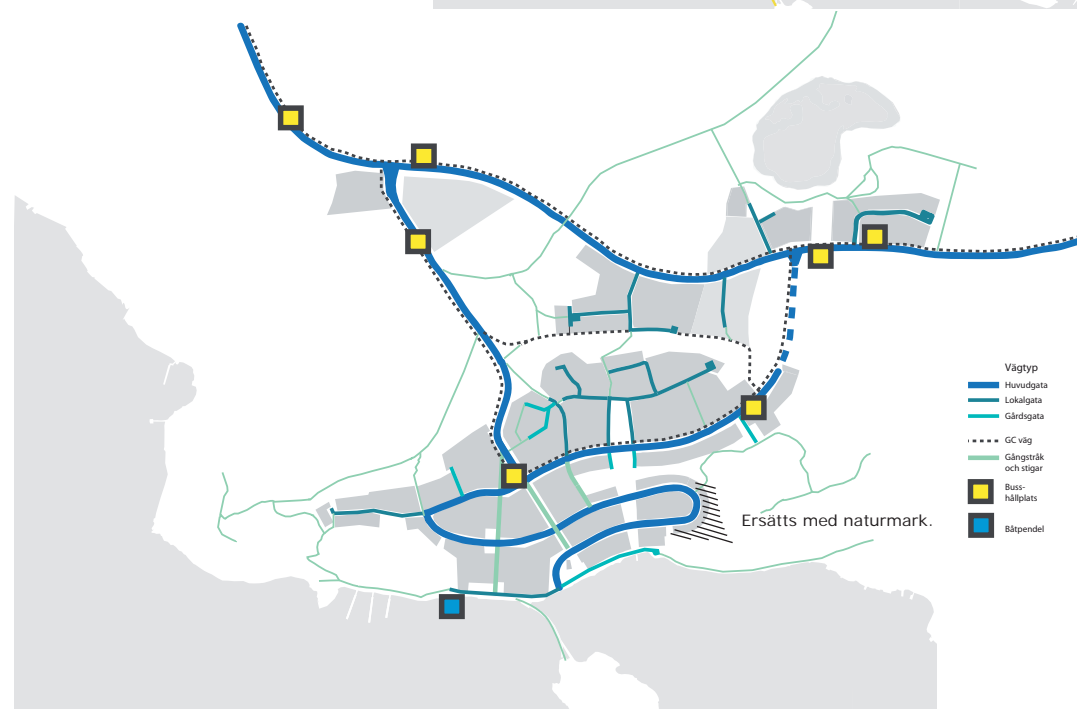 Vägtyp
Huvudgata
Lokalgata
Gårdsgata
GC väg
Gångstråk
och stigar
Buss-
hållplats
Båtpendel
Ersätts med naturmark.